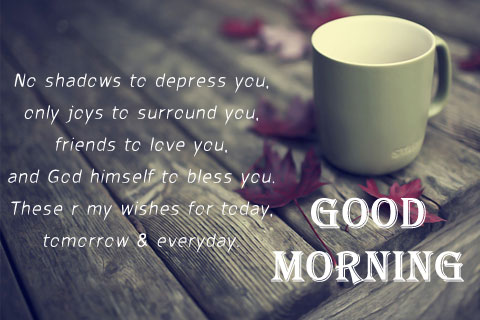 No shadows to depress you,
only joys to surround you,
friends to love you,
and God himself to bless you.
These r my wishes for today,
tomorrow & everyday
GOOD
MORNING